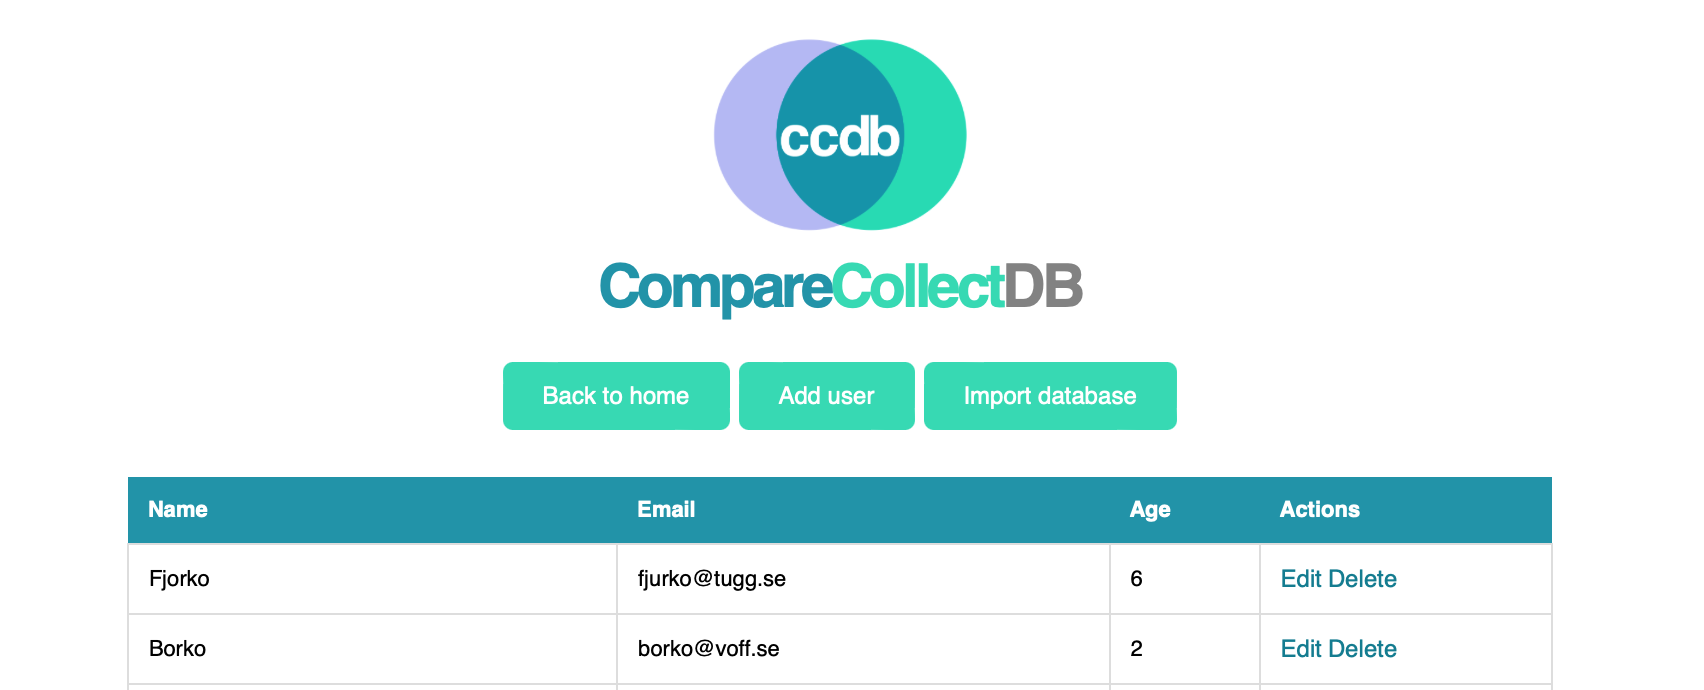 ccdb
CompareCollectDB
Back to home Add user Import database
Name Email Age Actions
Fjorko fjurko@tugg.se 6 Edit Delete
Borko borko@voff.se 2 Edit Delete